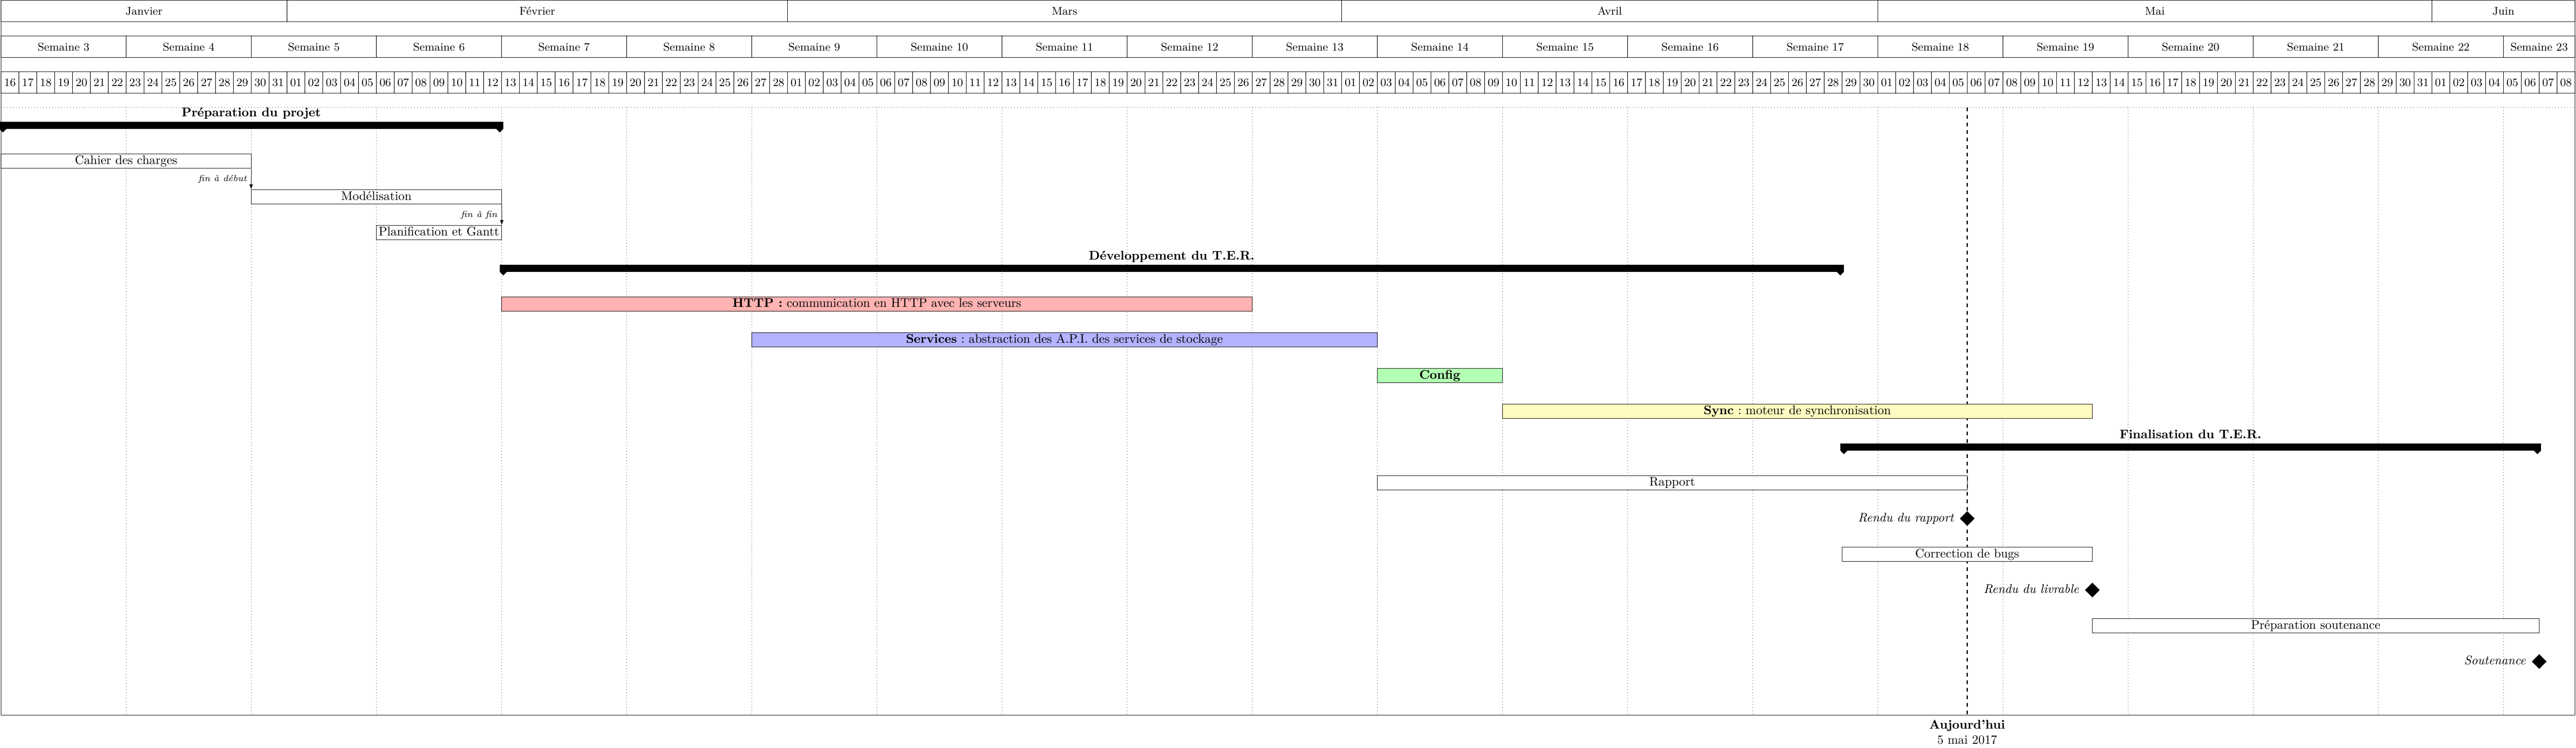 Janvier Février Mars Avril Mai Juin
Semaine 3 Semaine 4 Semaine 5 Semaine 6 Semaine 7 Semaine 8 Semaine 9 Semaine 10 Semaine 11 Semaine 12 Semaine 13 Semaine 14 Semaine 15 Semaine 16 Semaine 17 Semaine 18 Semaine 19 Semaine 20 Semaine 21 Semaine 22 Semaine 23
16 17 18 19 20 21 22 23 24 25 26 27 28 29 30 31 01 02 03 04 05 06 07 08 09 10 11 12 13 14 15 16 17 18 19 20 21 22 23 24 25 26 27 28 01 02 03 04 05 06 07 08 09 10 11 12 13 14 15 16 17 18 19 20 21 22 23 24 25 26 27 28 29 30 31 01 02 03 04 05 06 07 08 09 10 11 12 13 14 15 16 17 18 19 20 21 22 23 24 25 26 27 28 29 30 01 02 03 04 05 06 07 08 09 10 11 12 13 14 15 16 17 18 19 20 21 22 23 24 25 26 27 28 29 30 31 01 02 03 04 05 06 07 08
Préparation du projet
Cahier des charges
fin à début
Modélisation
fin à fin
Planification et Gantt
Développement du T.E.R.
HTTP : communication en HTTP avec les serveurs
Services : abstraction des A.P.I. des services de stockage
Config
Sync : moteur de synchronisation
Finalisation du T.E.R.
Rapport
Rendu du rapport
Correction de bugs
Rendu du livrable
Préparation soutenance
Soutenance
Aujourd'hui
5 mai 2017